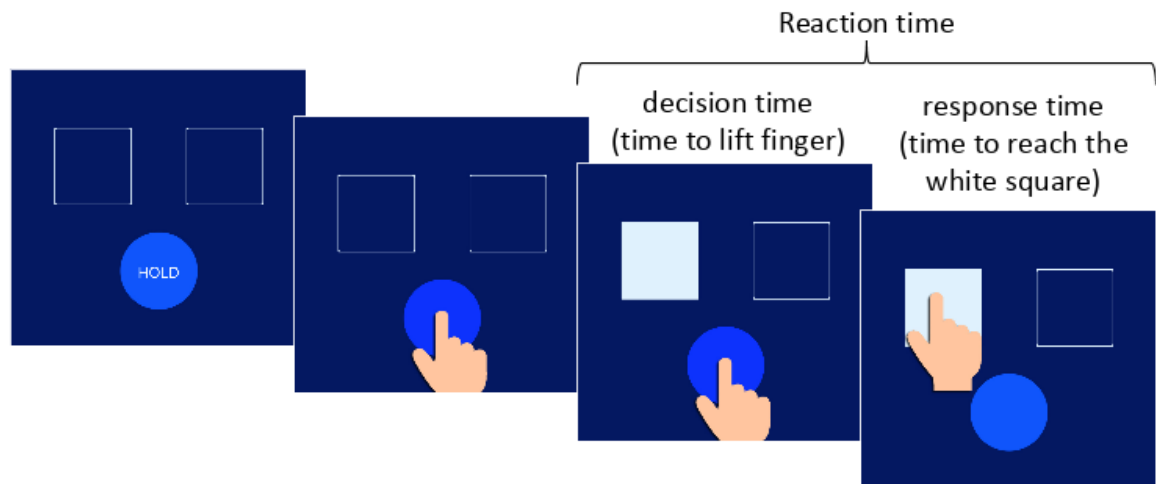 Reaction time
decision time
(time to lift finger)
response time
(time to reach the
white square)
HOLD